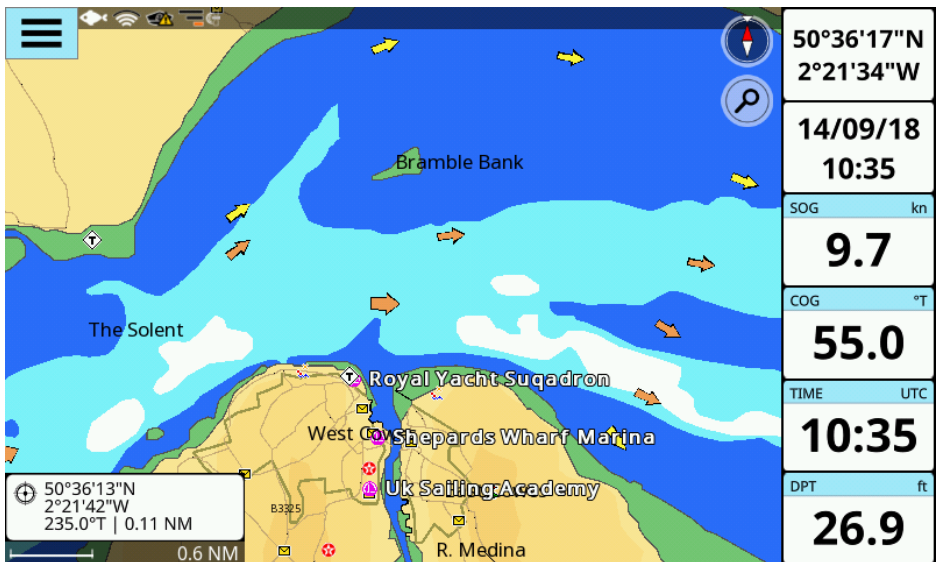 50°36'17"N
2°21'34"W
14/09/18
10:35
SOG kn
9.7
COG °T
55.0
TIME UTC
10:35
DPT ft
26.9
Bramble Bank
T
The Solent
T
Royal Yacht Suqadron
West
Shepards Wharf Marina
Uk Sailing Academy
B3325
R. Medina
50°36'13"N
2°21'42"W
235.0°T | 0.11 NM
0.6 NM